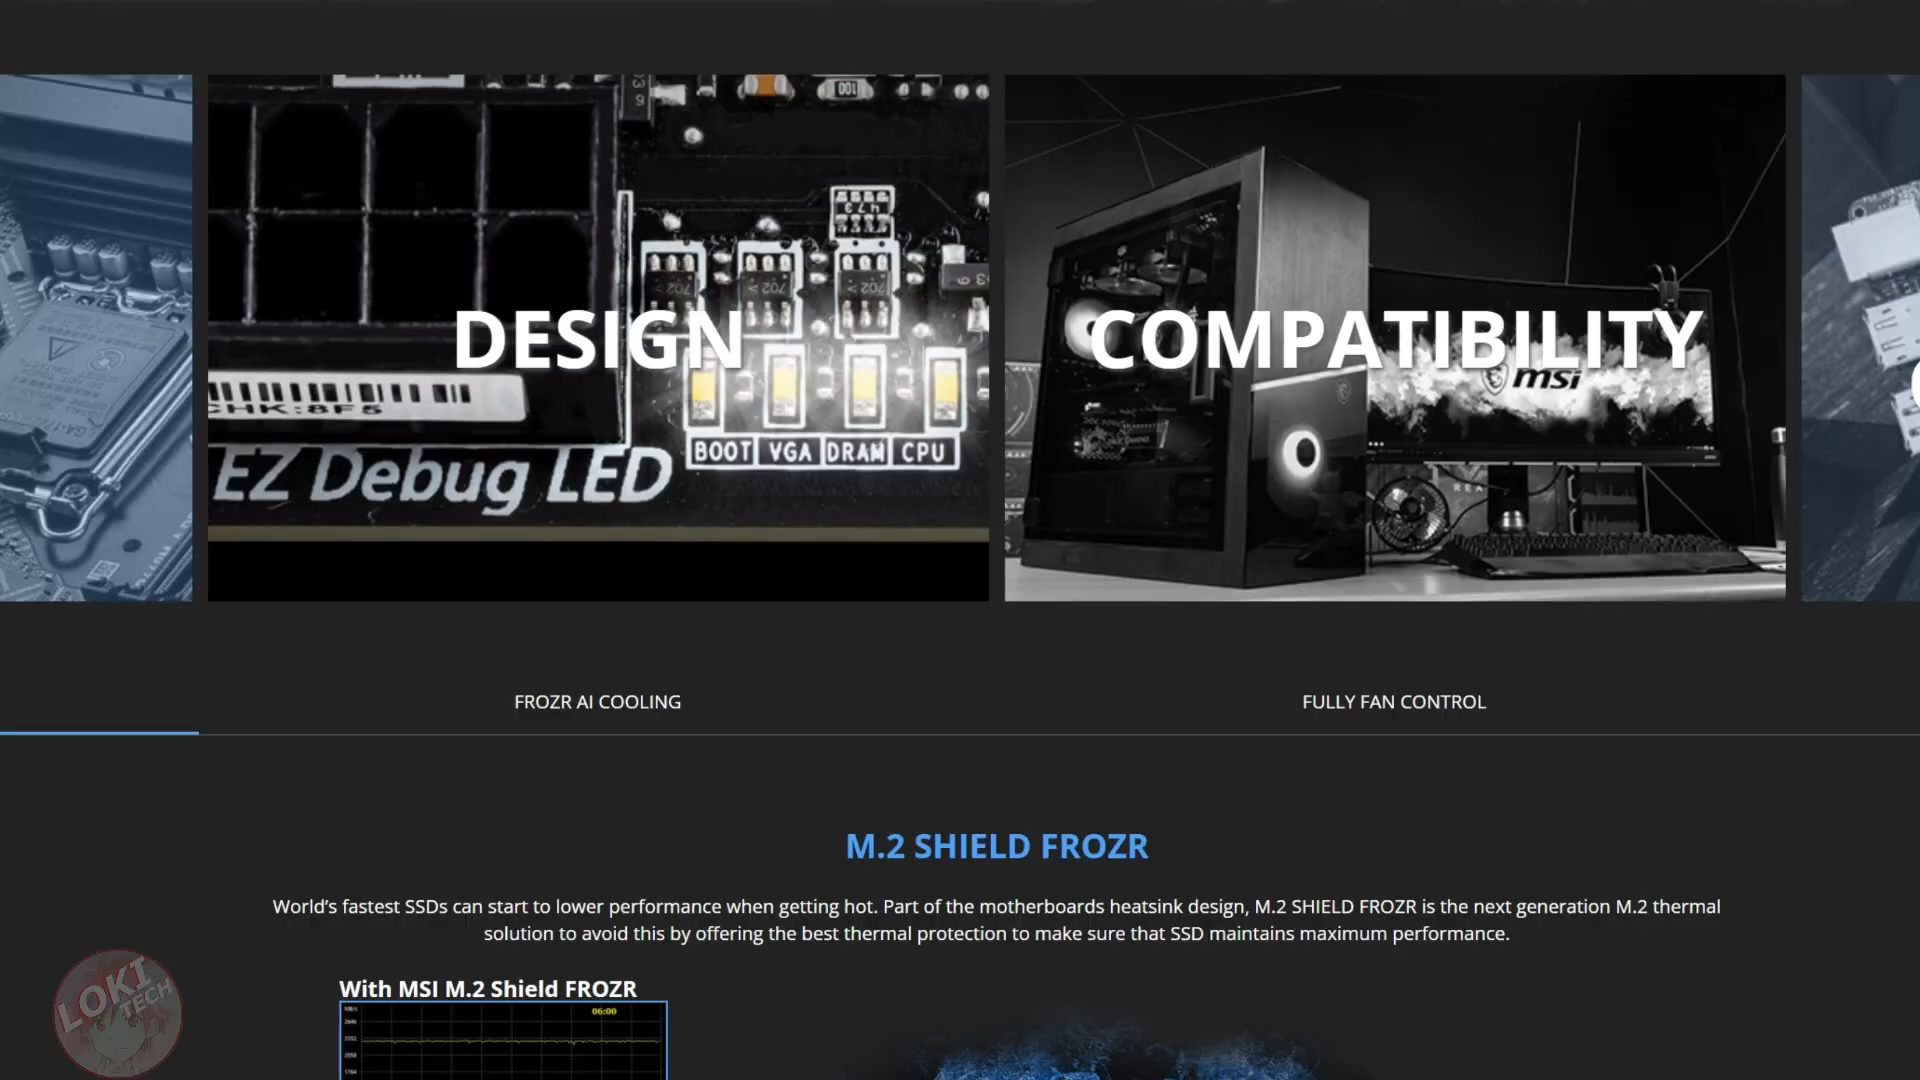 DESIGN
COMPATIBILITY
msi
CHK:8F5
BOOT VGA DRAM CPU
EZ Debug LED
FROZR AI COOLING
FULLY FAN CONTROL
M.2 SHIELD FROZR
World’s fastest SSDs can start to lower performance when getting hot. Part of the motherboards heatsink design, M.2 SHIELD FROZR is the next generation M.2 thermal
solution to avoid this by offering the best thermal protection to make sure that SSD maintains maximum performance.
With MSI M.2 Shield FROZR
06:00
LOKI
TECH